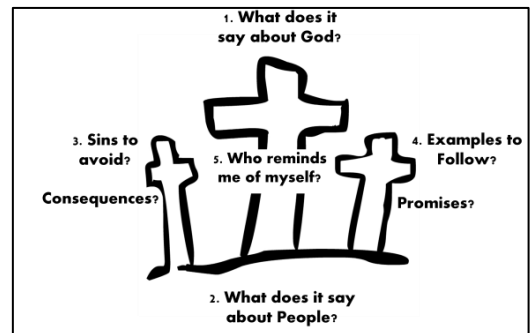 1. What does it
say about God?
3. Sins to
avoid?
Consequences?
5. Who reminds
me of myself?
4. Examples to
Follow?
Promises?
2. What does it say
about People?